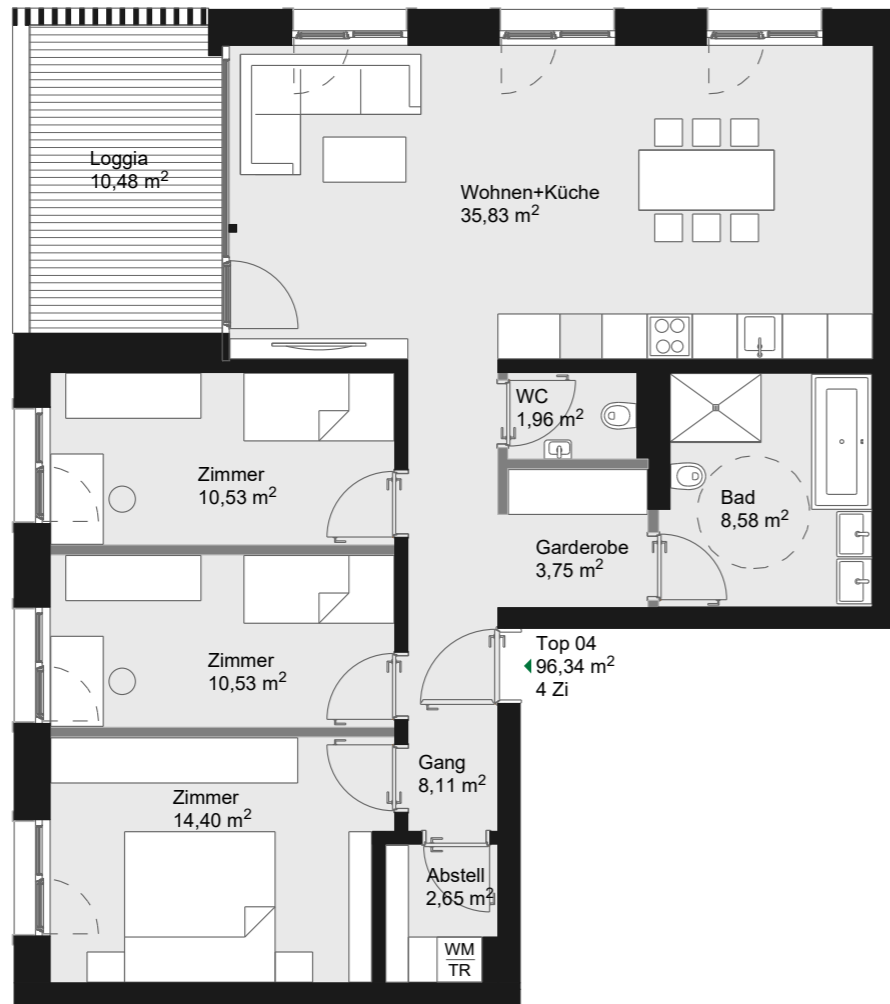 Loggia
10,48 m²
Wohnen+Küche
35,83 m²
WC
1,96 m²
Zimmer
10,53 m²
Bad
8,58 m²
Garderobe
3,75 m²
Zimmer
10,53 m²
Top 04
96,34 m²
4 Zi
Gang
8,11 m²
Zimmer
14,40 m²
Abstell
2,65 m²
WM
TR